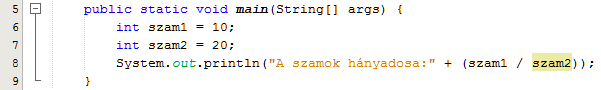 5 public static void main(String[] args) {
6 int szam1 = 10;
7 int szam2 = 20;
8 System.out.println("A szamok hányadosa:" + (szam1 / szam2));
9 }